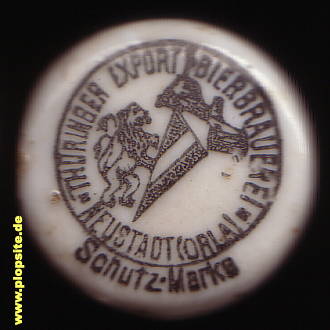 THÜRINGER EXPORT BIERBRAUEREI
NEUSTADT (ORLA)
Schutz-Marke
www.plopsite.de